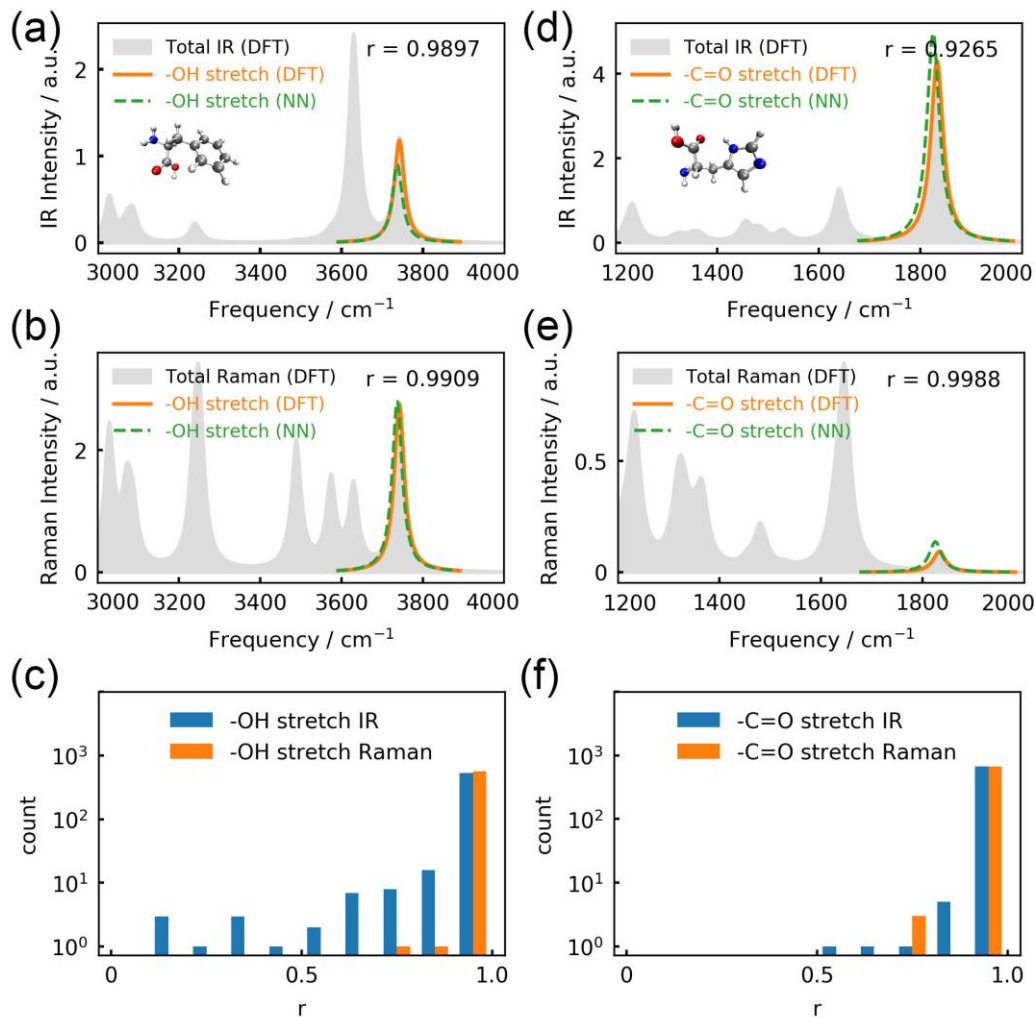 (a)
IR Intensity / a.u.
2
1
0
Total IR (DFT)
-OH stretch (DFT)
-OH stretch (NN)
r = 0.9897
3000 3200 3400 3600 3800 4000
Frequency / cm⁻¹
(d)
IR Intensity / a.u.
4
2
0
Total IR (DFT)
-C=O stretch (DFT)
-C=O stretch (NN)
r = 0.9265
1200 1400 1600 1800 2000
Frequency / cm⁻¹
(b)
Raman Intensity / a.u.
2
0
Total Raman (DFT)
-OH stretch (DFT)
-OH stretch (NN)
r = 0.9909
3000 3200 3400 3600 3800 4000
Frequency / cm⁻¹
(e)
Raman Intensity / a.u.
0.5
0
Total Raman (DFT)
-C=O stretch (DFT)
-C=O stretch (NN)
r = 0.9988
1200 1400 1600 1800 2000
Frequency / cm⁻¹
(c)
count
10³
10²
10¹
10⁰
-OH stretch IR
-OH stretch Raman
0 0.5 1.0
r
(f)
count
10³
10²
10¹
10⁰
-C=O stretch IR
-C=O stretch Raman
0 0.5 1.0
r